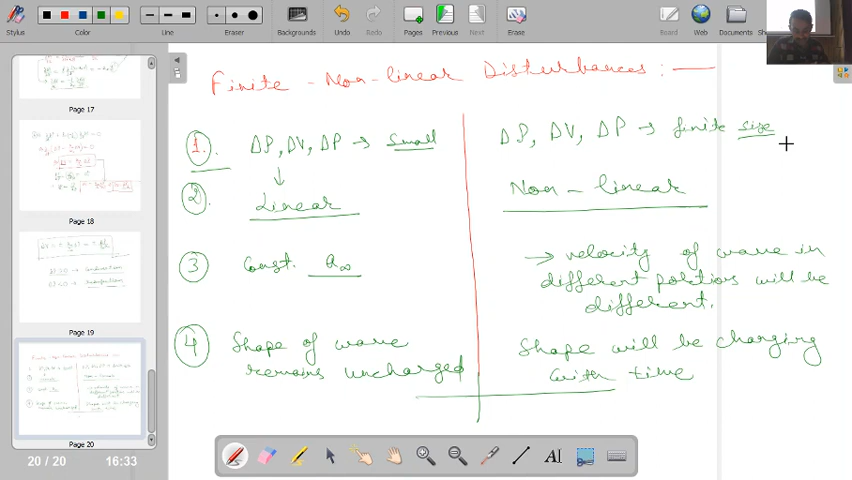 Stylus
Color
Line
Eraser
Backgrounds
Undo
Redo
Pages
Previous
Next
Erase
Board
Web
Documents
Finite - Non-linear Disturbances : —
1. ΔP, ΔV, ΔP → Small
ΔP, ΔV, ΔP → finite size
2. Linear
Non-linear
3 Const. a∞
→ velocity of wave in
different portions will be
different.
4 Shape of wave
remains unchanged
Shape will be changing
with time
Page 17
Page 18
Page 19
Page 20
20 / 20
16:33
AI